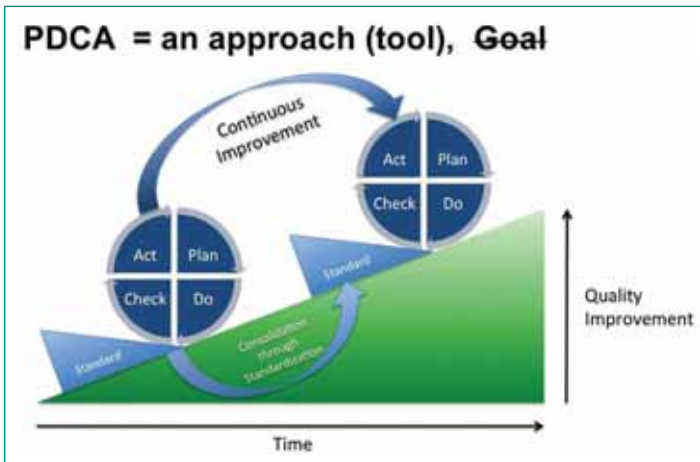 PDCA = an approach (tool), Goal
Continuous
Improvement
Act
Plan
Check
Do
Act
Plan
Check
Do
Standard
Standard
Consolidation
through
Standardization
Quality
Improvement
Time